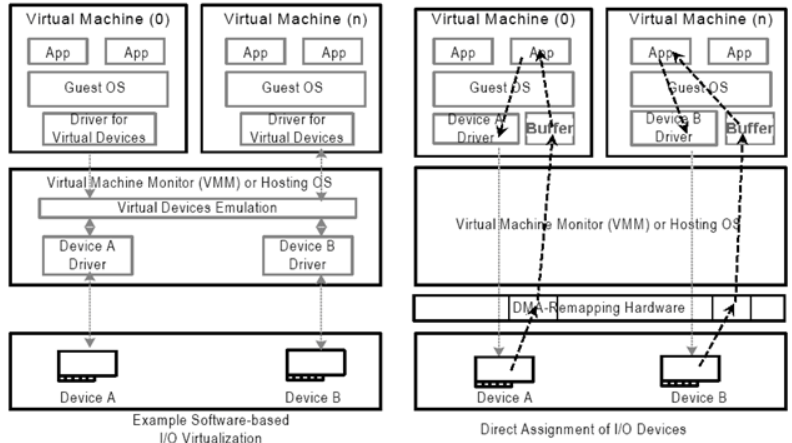 Virtual Machine (0)
Virtual Machine (n)
App
App
App
App
Guest OS
Guest OS
Driver for
Virtual Devices
Driver for
Virtual Devices
Virtual Machine Monitor (VMM) or Hosting OS
Virtual Devices Emulation
Device A
Driver
Device B
Driver
Device A
Device B
Example Software-based
I/O Virtualization
Virtual Machine (0)
Virtual Machine (n)
App
App
App
App
Guest OS
Guest OS
Device A
Driver
Buffer
Device B
Driver
Buffer
Virtual Machine Monitor (VMM) or Hosting OS
DMA-Remapping Hardware
Device A
Device B
Direct Assignment of I/O Devices